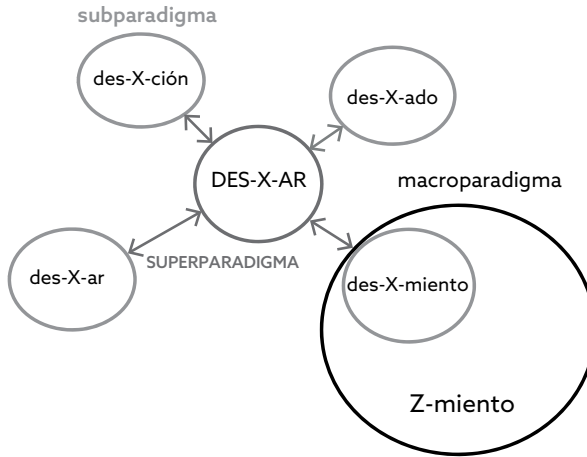 subparadigma
des-X-ción
des-X-ado
DES-X-AR
macroparadigma
SUPERPARADIGMA
des-X-ar
des-X-miento
Z-miento